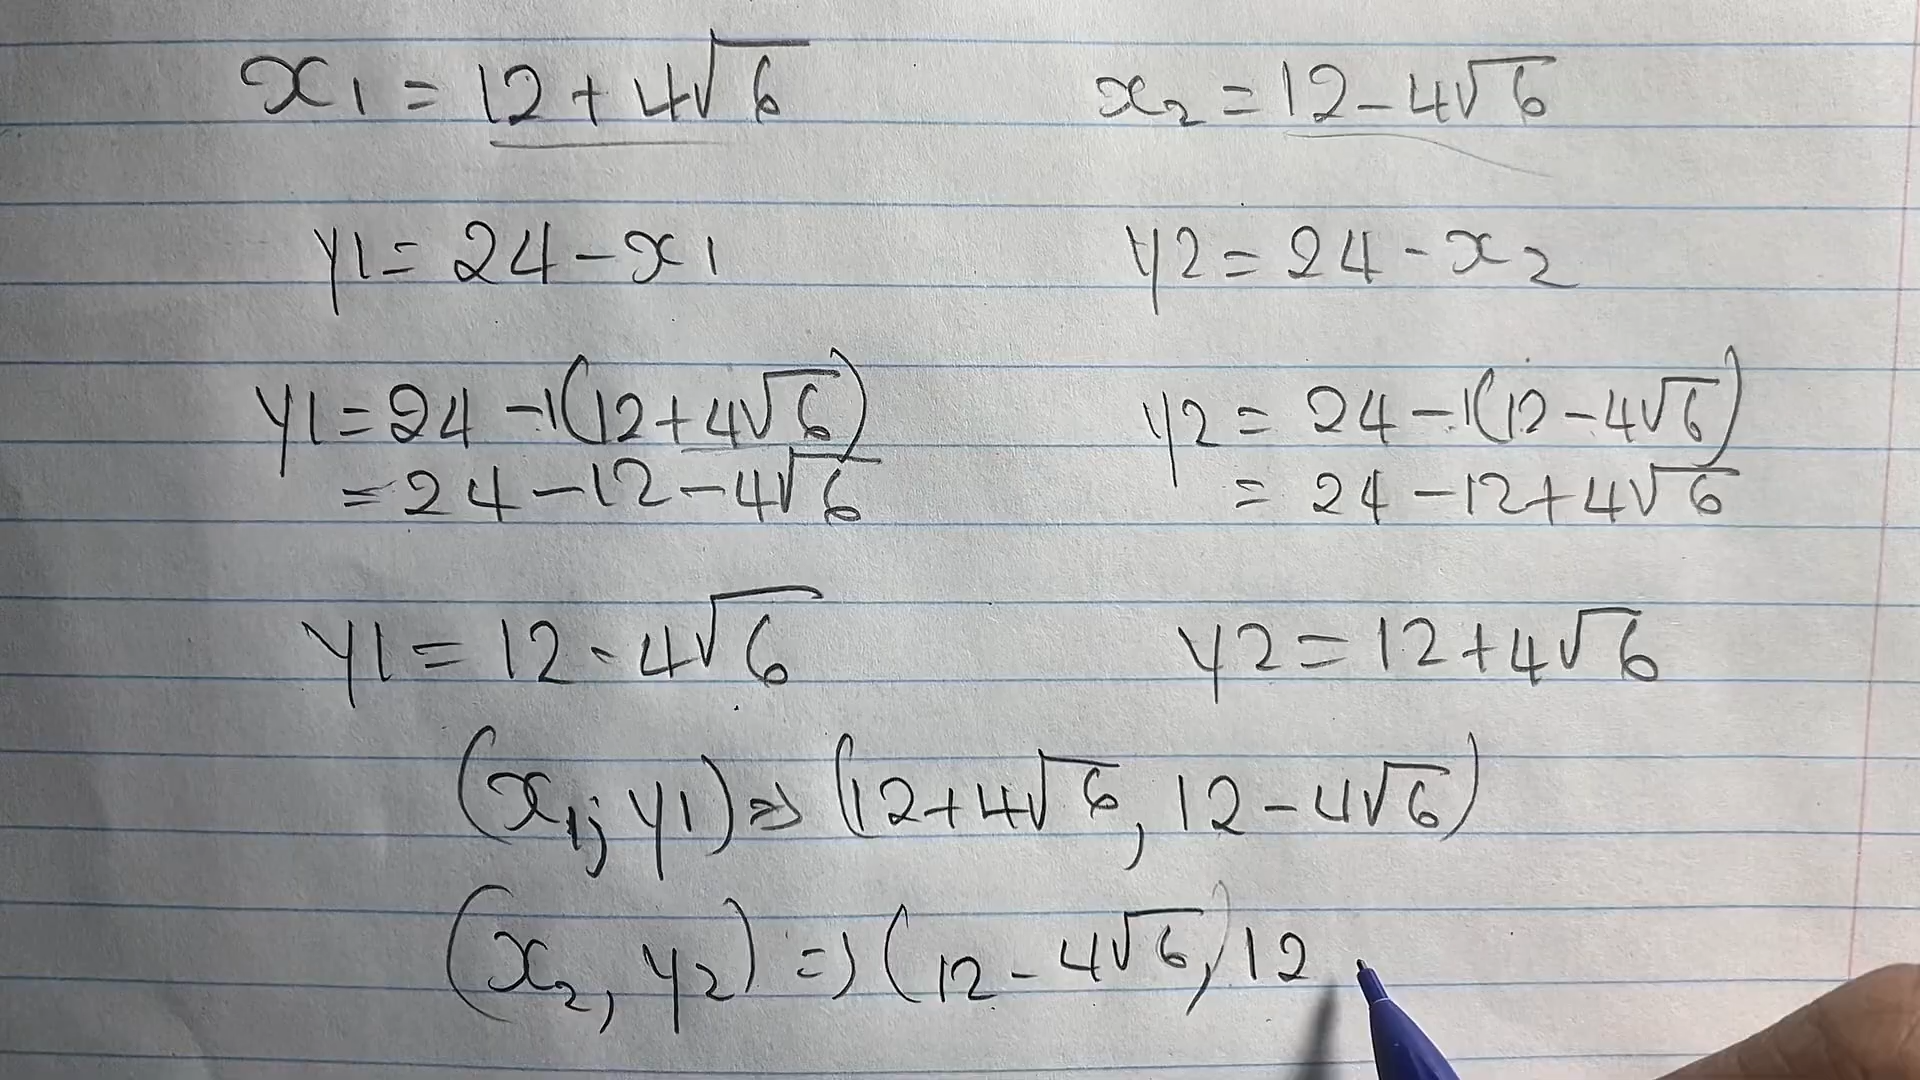 x1 = 12 + 4√6 x2 = 12 - 4√6
y1 = 24 - x1 y2 = 24 - x2
y1 = 24 -1(12 + 4√6) y2 = 24 -1(12 - 4√6)
= 24 - 12 - 4√6 = 24 - 12 + 4√6
y1 = 12 - 4√6 y2 = 12 + 4√6
(x1; y1) ⇒ (12 + 4√6, 12 - 4√6)
(x2, y2) ⇒ (12 - 4√6, 12